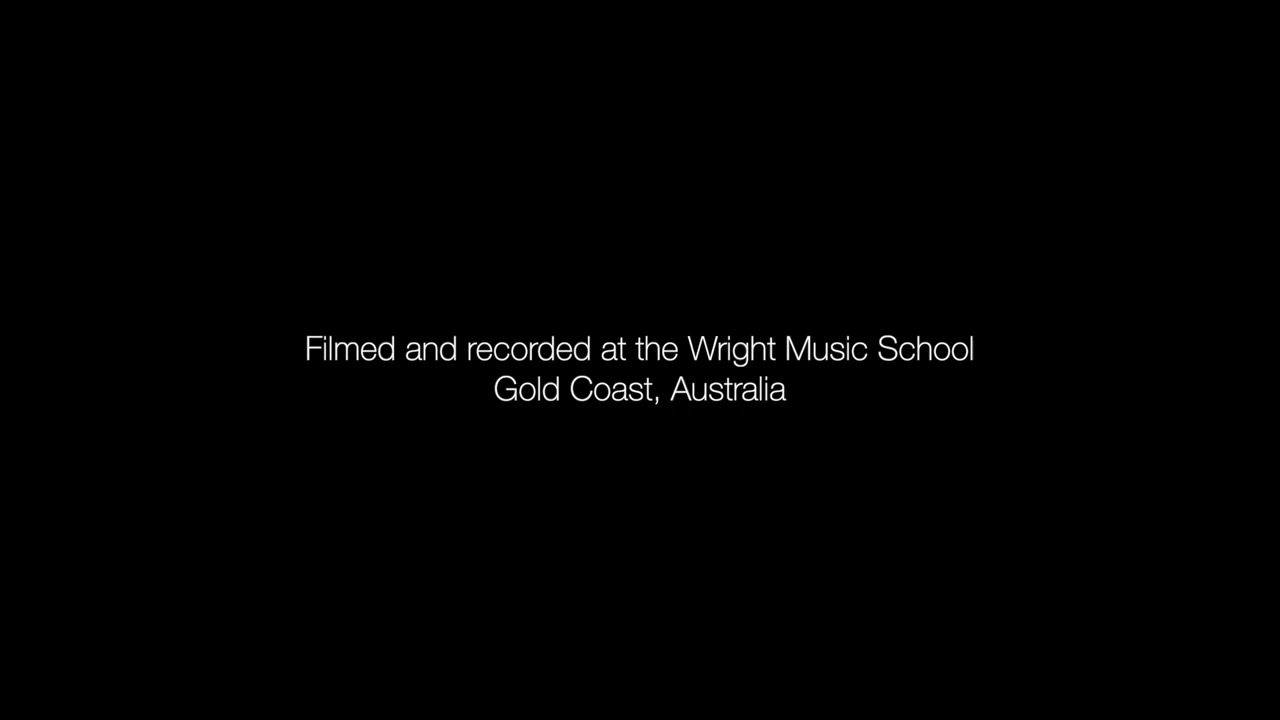 Filmed and recorded at the Wright Music School
Gold Coast, Australia